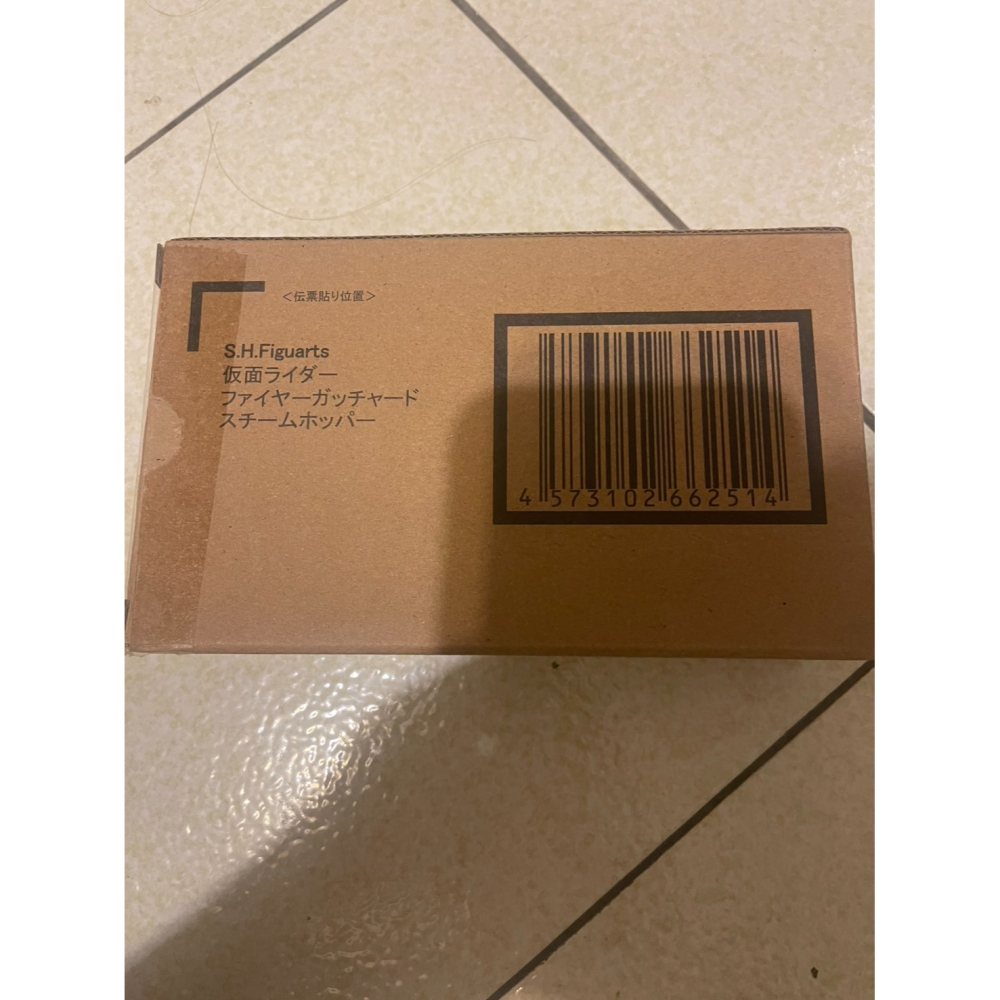 <伝票貼り位置>
S.H.Figuarts
仮面ライダー
ファイヤーガッチャード
スチームホッパー
4 573102 662514